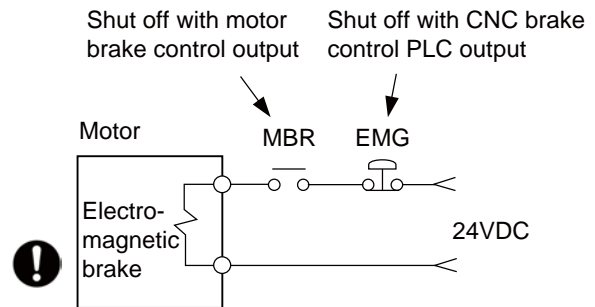 Shut off with motor
brake control output
Shut off with CNC brake
control PLC output
Motor
MBR
EMG
Electro-
magnetic
brake
24VDC